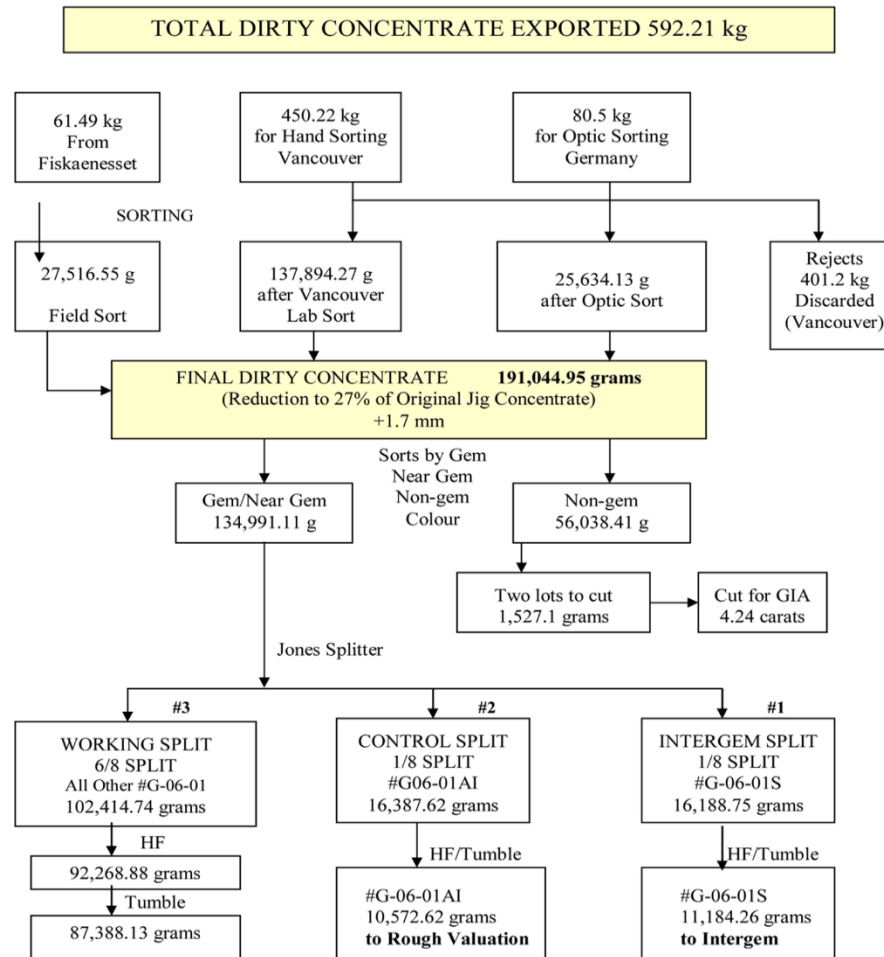 TOTAL DIRTY CONCENTRATE EXPORTED 592.21 kg
61.49 kg
From
Fiskaenesset
450.22 kg
for Hand Sorting
Vancouver
80.5 kg
for Optic Sorting
Germany
SORTING
27,516.55 g
Field Sort
137,894.27 g
after Vancouver
Lab Sort
25,634.13 g
after Optic Sort
Rejects
401.2 kg
Discarded
(Vancouver)
FINAL DIRTY CONCENTRATE 191,044.95 grams
(Reduction to 27% of Original Jig Concentrate)
+1.7 mm
Sorts by Gem
Near Gem
Non-gem
Colour
Gem/Near Gem
134,991.11 g
Non-gem
56,038.41 g
Two lots to cut
1,527.1 grams
Cut for GIA
4.24 carats
Jones Splitter
#3
WORKING SPLIT
6/8 SPLIT
All Other #G-06-01
102,414.74 grams
HF
92,268.88 grams
Tumble
87,388.13 grams
#2
CONTROL SPLIT
1/8 SPLIT
#G06-01AI
16,387.62 grams
HF/Tumble
#G-06-01AI
10,572.62 grams
to Rough Valuation
#1
INTERGEM SPLIT
1/8 SPLIT
#G-06-01S
16,188.75 grams
HF/Tumble
#G-06-01S
11,184.26 grams
to Intergem